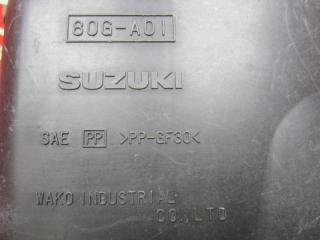 80G-A01
SUZUKI
SAE PP >PP-GF30<
WAKO INDUSTRIAL
CO.,LTD